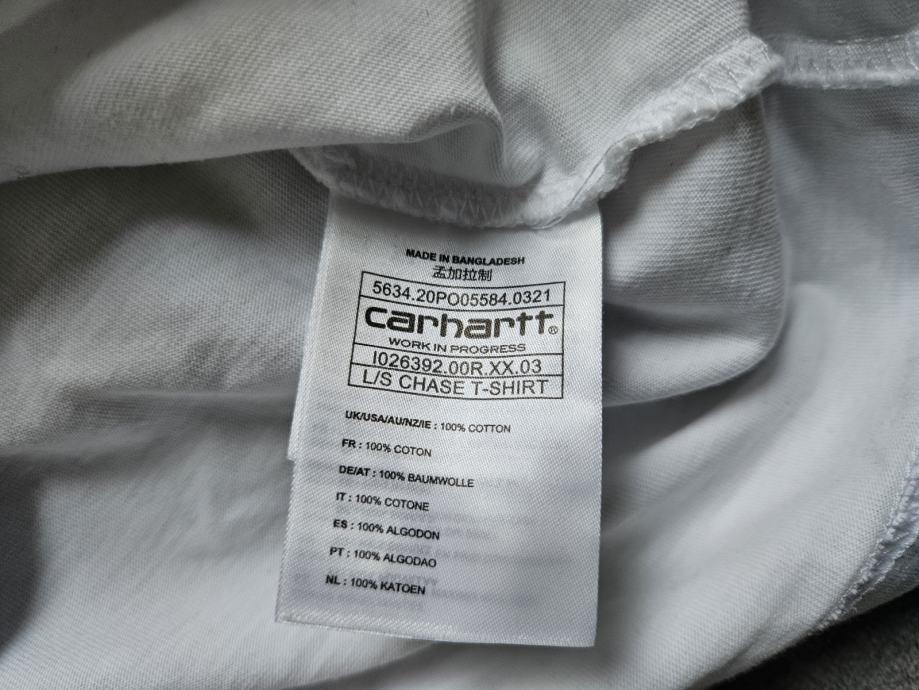 MADE IN BANGLADESH
孟加拉制
5634.20PO05584.0321
carhartt®
WORK IN PROGRESS
I026392.00R.XX.03
L/S CHASE T-SHIRT
UK/USA/AU/NZ/IE : 100% COTTON
FR : 100% COTON
DE/AT : 100% BAUMWOLLE
IT : 100% COTONE
ES : 100% ALGODON
PT : 100% ALGODAO
NL : 100% KATOEN